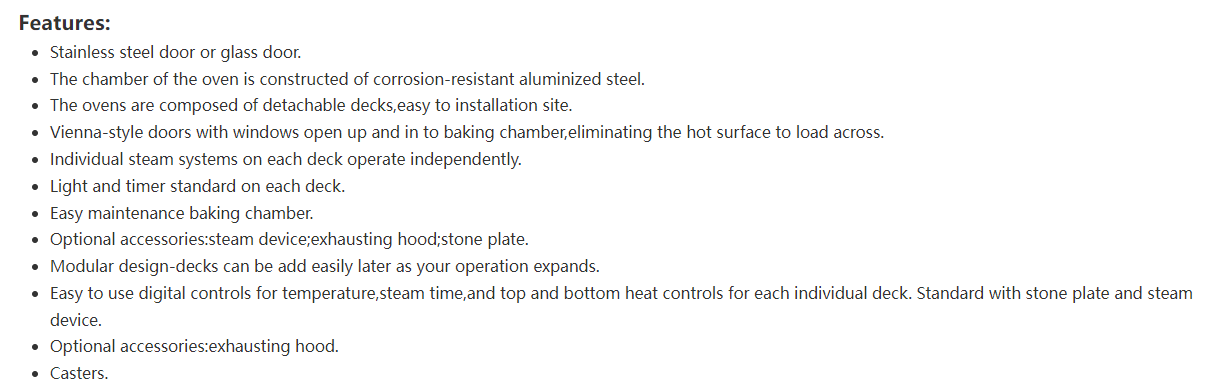 Features:
• Stainless steel door or glass door.
• The chamber of the oven is constructed of corrosion-resistant aluminized steel.
• The ovens are composed of detachable decks,easy to installation site.
• Vienna-style doors with windows open up and in to baking chamber,eliminating the hot surface to load across.
• Individual steam systems on each deck operate independently.
• Light and timer standard on each deck.
• Easy maintenance baking chamber.
• Optional accessories:steam device;exhausting hood;stone plate.
• Modular design-decks can be add easily later as your operation expands.
• Easy to use digital controls for temperature,steam time,and top and bottom heat controls for each individual deck. Standard with stone plate and steam
device.
• Optional accessories:exhausting hood.
• Casters.